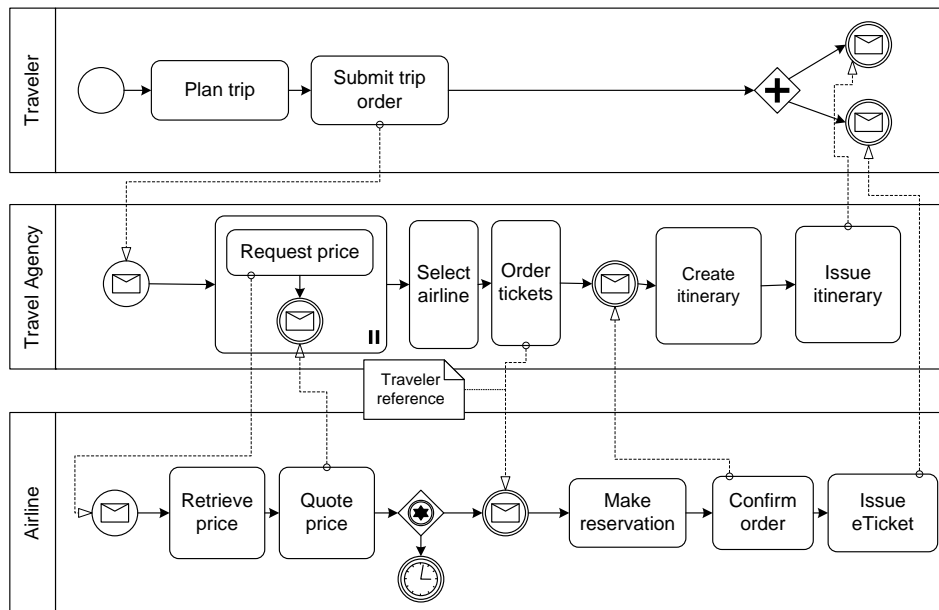 Traveler
Plan trip
Submit trip
order
Travel Agency
Request price
Select
airline
Order
tickets
Create
itinerary
Issue
itinerary
Traveler
reference
Airline
Retrieve
price
Quote
price
Make
reservation
Confirm
order
Issue
eTicket